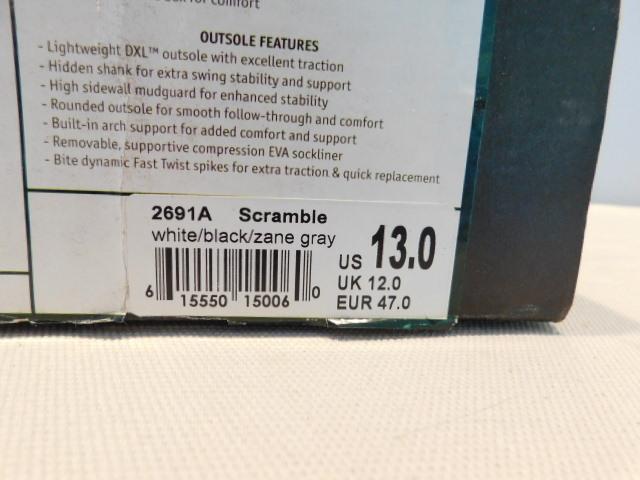 for comfort
OUTSOLE FEATURES
- Lightweight DXL™ outsole with excellent traction
- Hidden shank for extra swing stability and support
- High sidewall mudguard for enhanced stability
- Rounded outsole for smooth follow-through and comfort
- Built-in arch support for added comfort and support
- Removable, supportive compression EVA sockliner
- Bite dynamic Fast Twist spikes for extra traction & quick replacement
2691A Scramble
white/black/zane gray
US 13.0
UK 12.0
EUR 47.0
6 15550 15006 0